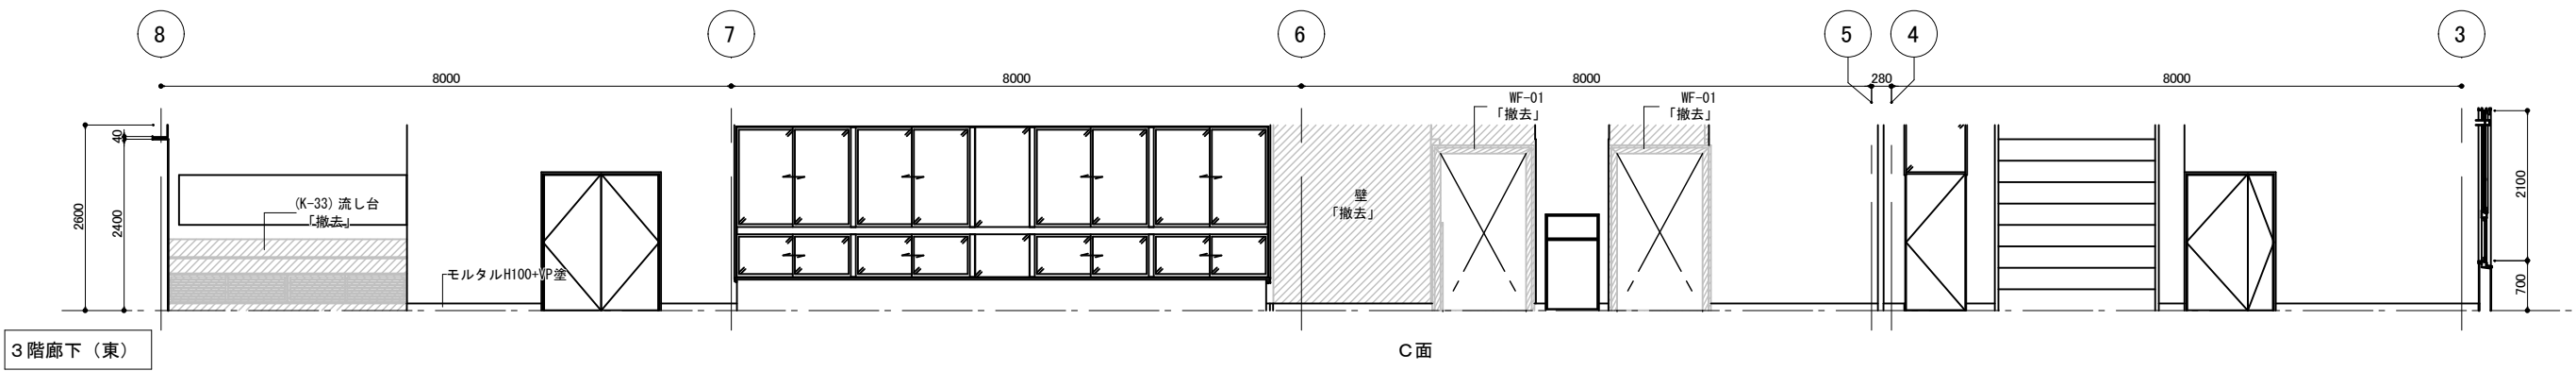 8
7
6
5
4
3
8000
8000
8000
280
8000
WF-01
「撤去」
WF-01
「撤去」
2600
40
2400
(K-33) 流し台
「撤去」
モルタルH100+VP塗
壁
「撤去」
2100
700
3階廊下（東）
C面